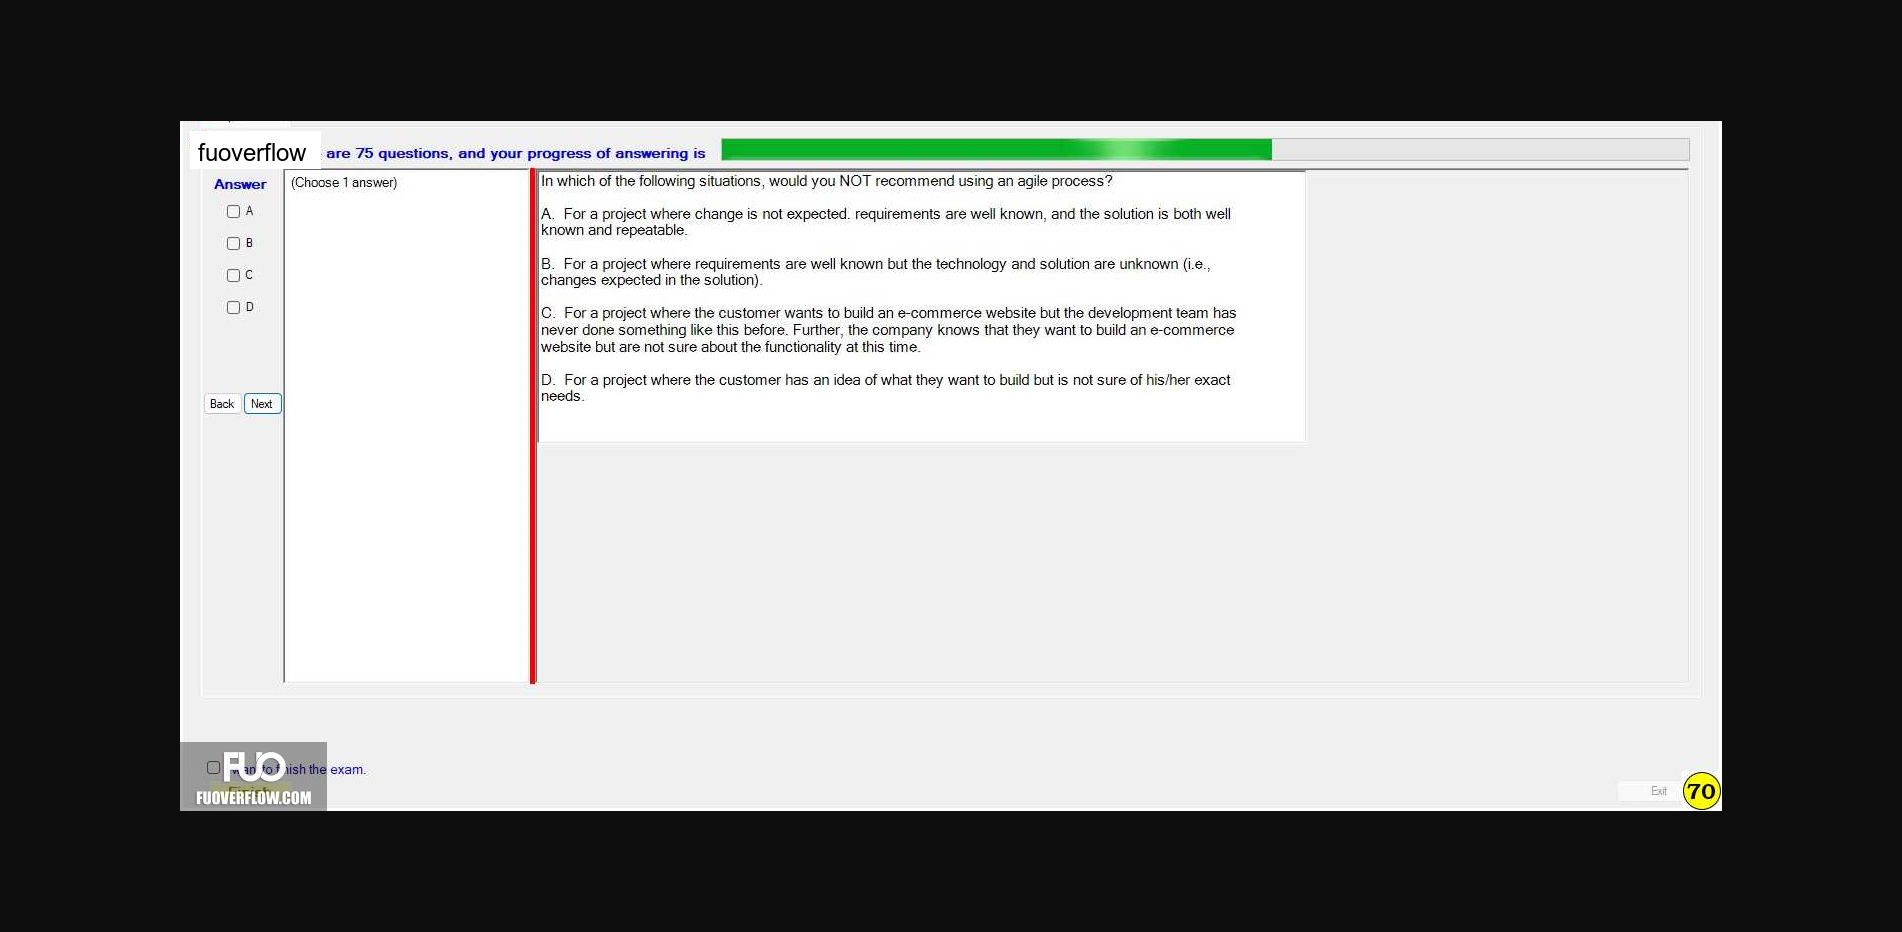 fuoverflow are 75 questions, and your progress of answering is
Answer
(Choose 1 answer)
A
B
C
D
Back Next
In which of the following situations, would you NOT recommend using an agile process?
A. For a project where change is not expected. requirements are well known, and the solution is both well
known and repeatable.
B. For a project where requirements are well known but the technology and solution are unknown (i.e.,
changes expected in the solution).
C. For a project where the customer wants to build an e-commerce website but the development team has
never done something like this before. Further, the company knows that they want to build an e-commerce
website but are not sure about the functionality at this time.
D. For a project where the customer has an idea of what they want to build but is not sure of his/her exact
needs.
FUO
want to finish the exam.
Finish
FUOVERFLOW.COM
Exit
70